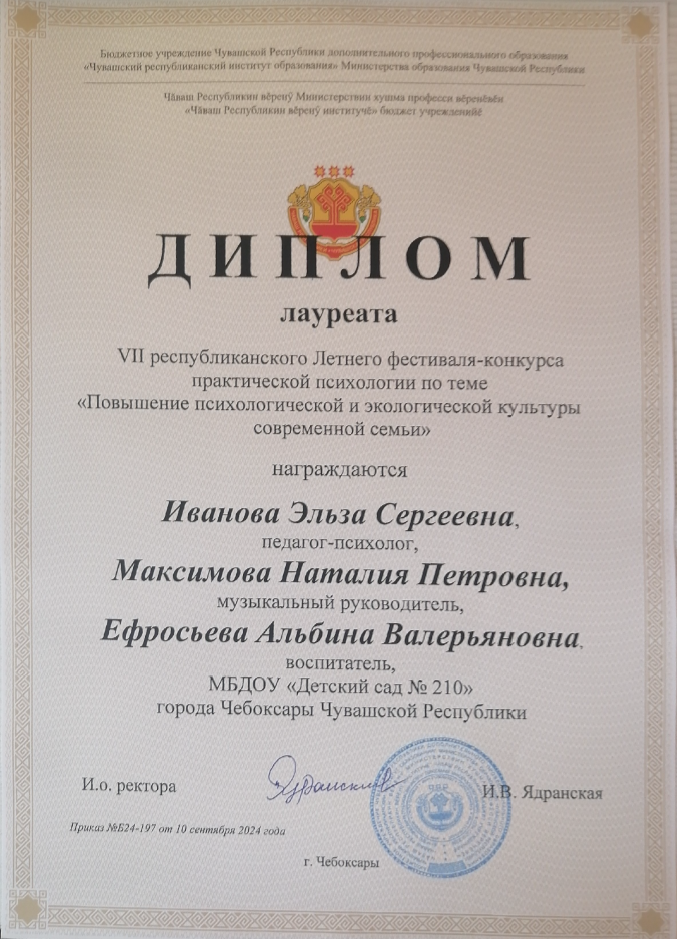 Бюджетное учреждение Чувашской Республики дополнительного профессионального образования
«Чувашский республиканский институт образования» Министерства образования Чувашской Республики
Чӑваш Республикин вӗренӳ Министерствин хушма професси вӗренӗвӗн
«Чӑваш Республикин вӗренӳ институчӗ» бюджет учрежденийӗ
ДИПЛОМ
лауреата
VII республиканского Летнего фестиваля-конкурса
практической психологии по теме
«Повышение психологической и экологической культуры
современной семьи»
награждаются
Иванова Эльза Сергеевна,
педагог-психолог,
Максимова Наталия Петровна,
музыкальный руководитель,
Ефросьева Альбина Валерьяновна,
воспитатель,
МБДОУ «Детский сад № 210»
города Чебоксары Чувашской Республики
И.о. ректора
И.В. Ядранская
Приказ №Б24-197 от 10 сентября 2024 года
г. Чебоксары